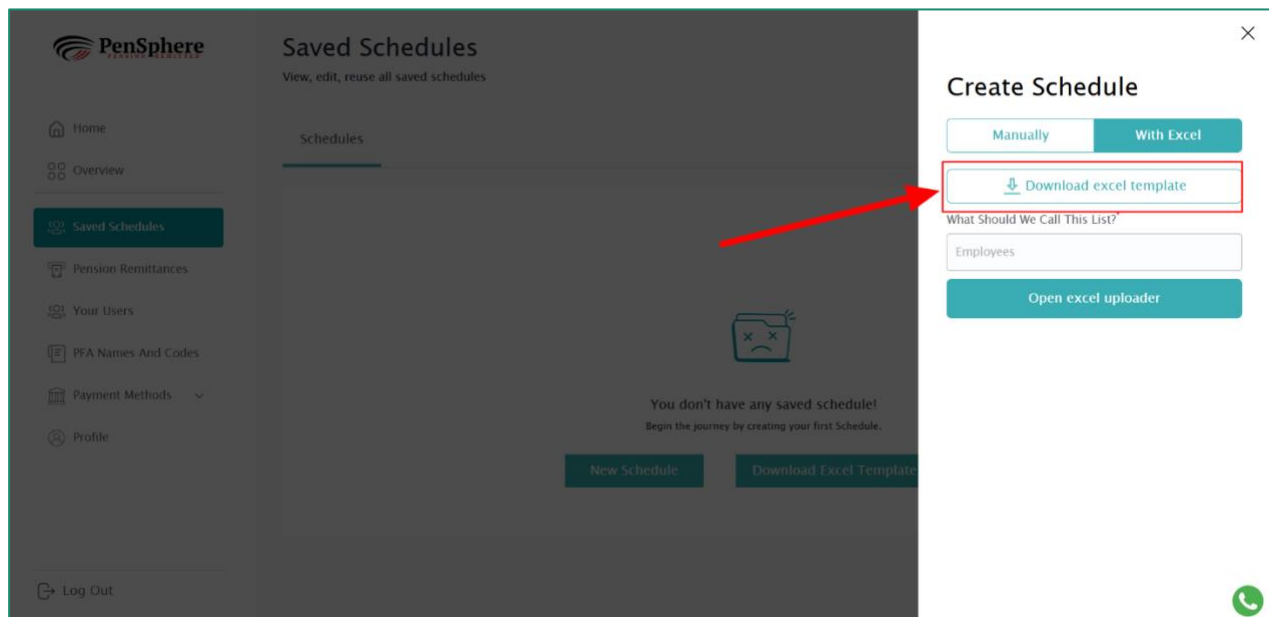 PenSphere
PENSION REMITTED
Home
Overview
Saved Schedules
Pension Remittances
Your Users
PFA Names And Codes
Payment Methods
Profile
Log Out
Saved Schedules
View, edit, reuse all saved schedules
Schedules
You don't have any saved schedule!
Begin the journey by creating your first Schedule.
New Schedule
Download Excel Template
Create Schedule
Manually
With Excel
Download excel template
What Should We Call This List?*
Employees
Open excel uploader